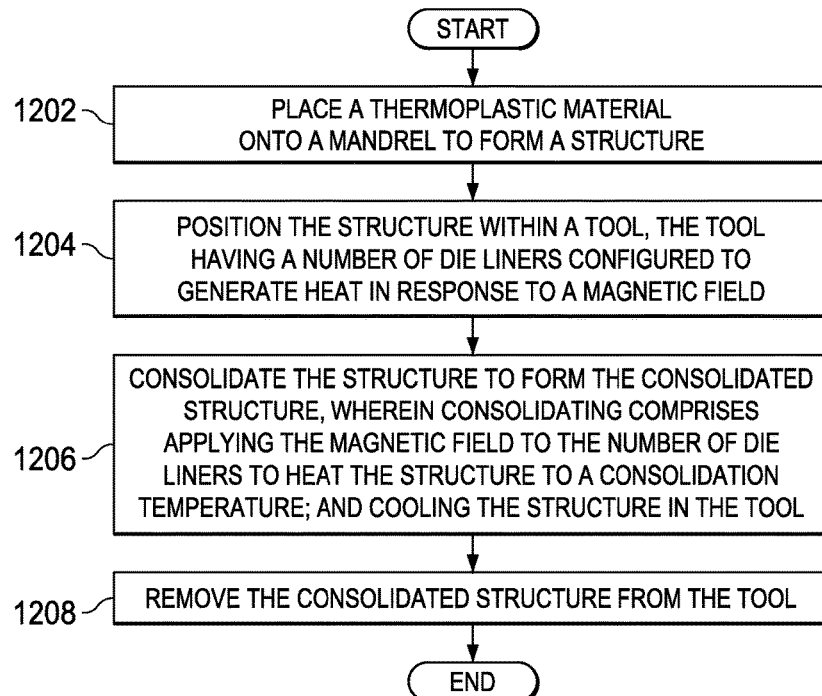 START
1202
PLACE A THERMOPLASTIC MATERIAL
ONTO A MANDREL TO FORM A STRUCTURE
1204
POSITION THE STRUCTURE WITHIN A TOOL, THE TOOL
HAVING A NUMBER OF DIE LINERS CONFIGURED TO
GENERATE HEAT IN RESPONSE TO A MAGNETIC FIELD
1206
CONSOLIDATE THE STRUCTURE TO FORM THE CONSOLIDATED
STRUCTURE, WHEREIN CONSOLIDATING COMPRISES
APPLYING THE MAGNETIC FIELD TO THE NUMBER OF DIE
LINERS TO HEAT THE STRUCTURE TO A CONSOLIDATION
TEMPERATURE; AND COOLING THE STRUCTURE IN THE TOOL
1208
REMOVE THE CONSOLIDATED STRUCTURE FROM THE TOOL
END